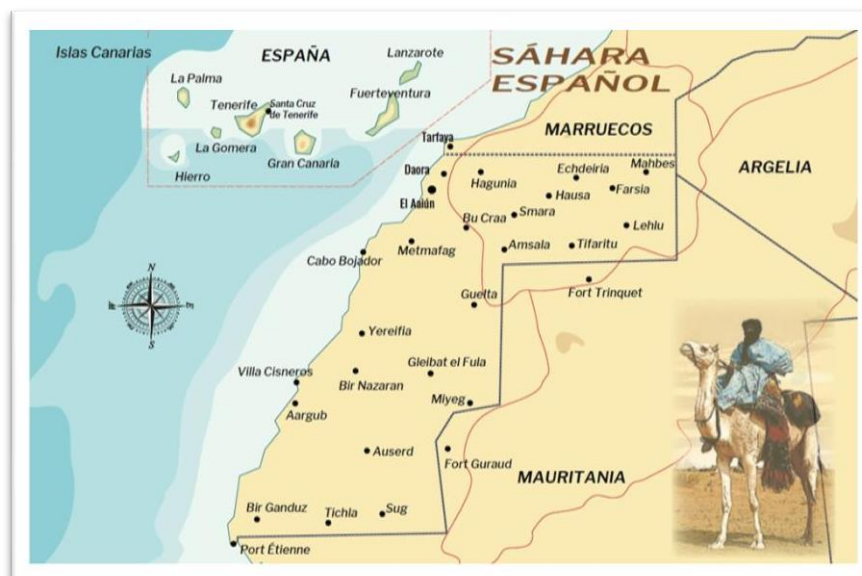 Islas Canarias
ESPAÑA
Lanzarote
SÁHARA
ESPAÑOL
La Palma
Fuerteventura
Tenerife
Santa Cruz
de Tenerife
La Gomera
Gran Canaria
Hierro
Tarfaya
MARRUECOS
Daora
Hagunia
Echdeiria
Mahbes
ARGELIA
El Aaiún
Hausa
Farsia
Smara
Bu Craa
Lehlu
Metmafag
Amsala
Tifaritu
Cabo Bojador
N
S
Guelta
Fort Trinquet
Yereifia
Villa Cisneros
Bir Nazaran
Gleibat el Fula
Aargub
Miyeg
Auserd
Fort Guraud
MAURITANIA
Bir Ganduz
Tichla
Sug
Port Étienne